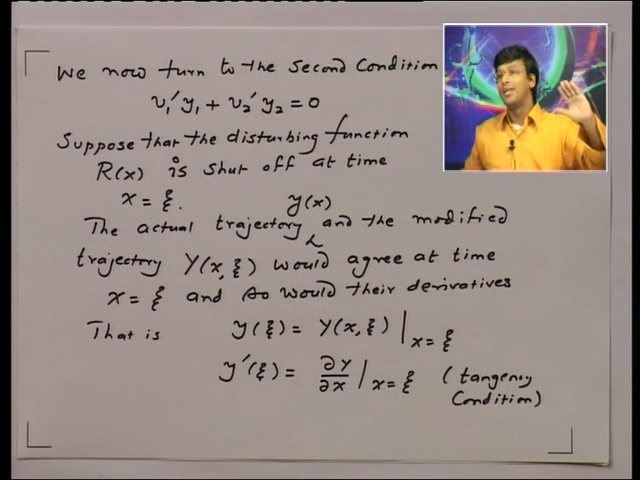 We now turn to the second Condition
v₁'y₁ + v₂'y₂ = 0
Suppose that the disturbing function
R(x) is shut off at time
x = ξ. y(x)
The actual trajectory and the modified
trajectory Y(x, ξ) would agree at time
x = ξ and so would their derivatives
That is y(ξ) = Y(x, ξ) |x = ξ
y'(ξ) = ∂Y/∂x |x = ξ (tangency
Condition)